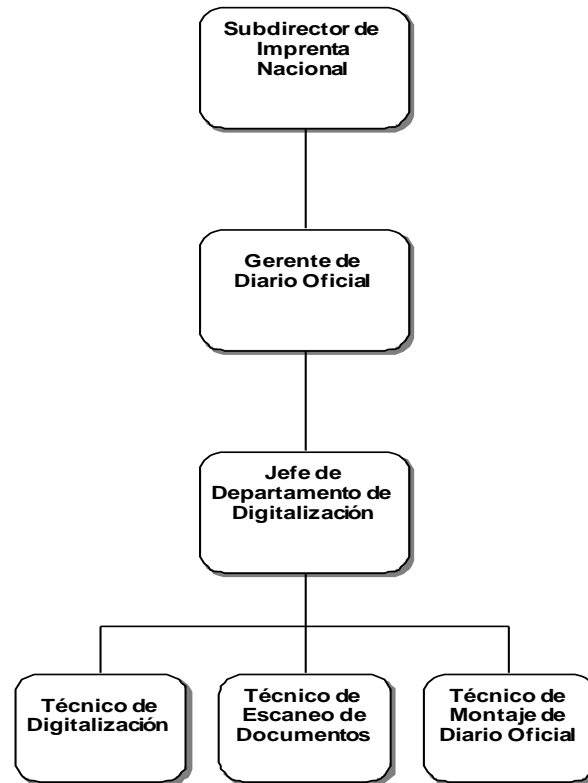 Subdirector de
Imprenta
Nacional
Gerente de
Diario Oficial
Jefe de
Departamento de
Digitalización
Técnico de
Digitalización
Técnico de
Escaneo de
Documentos
Técnico de
Montaje de
Diario Oficial